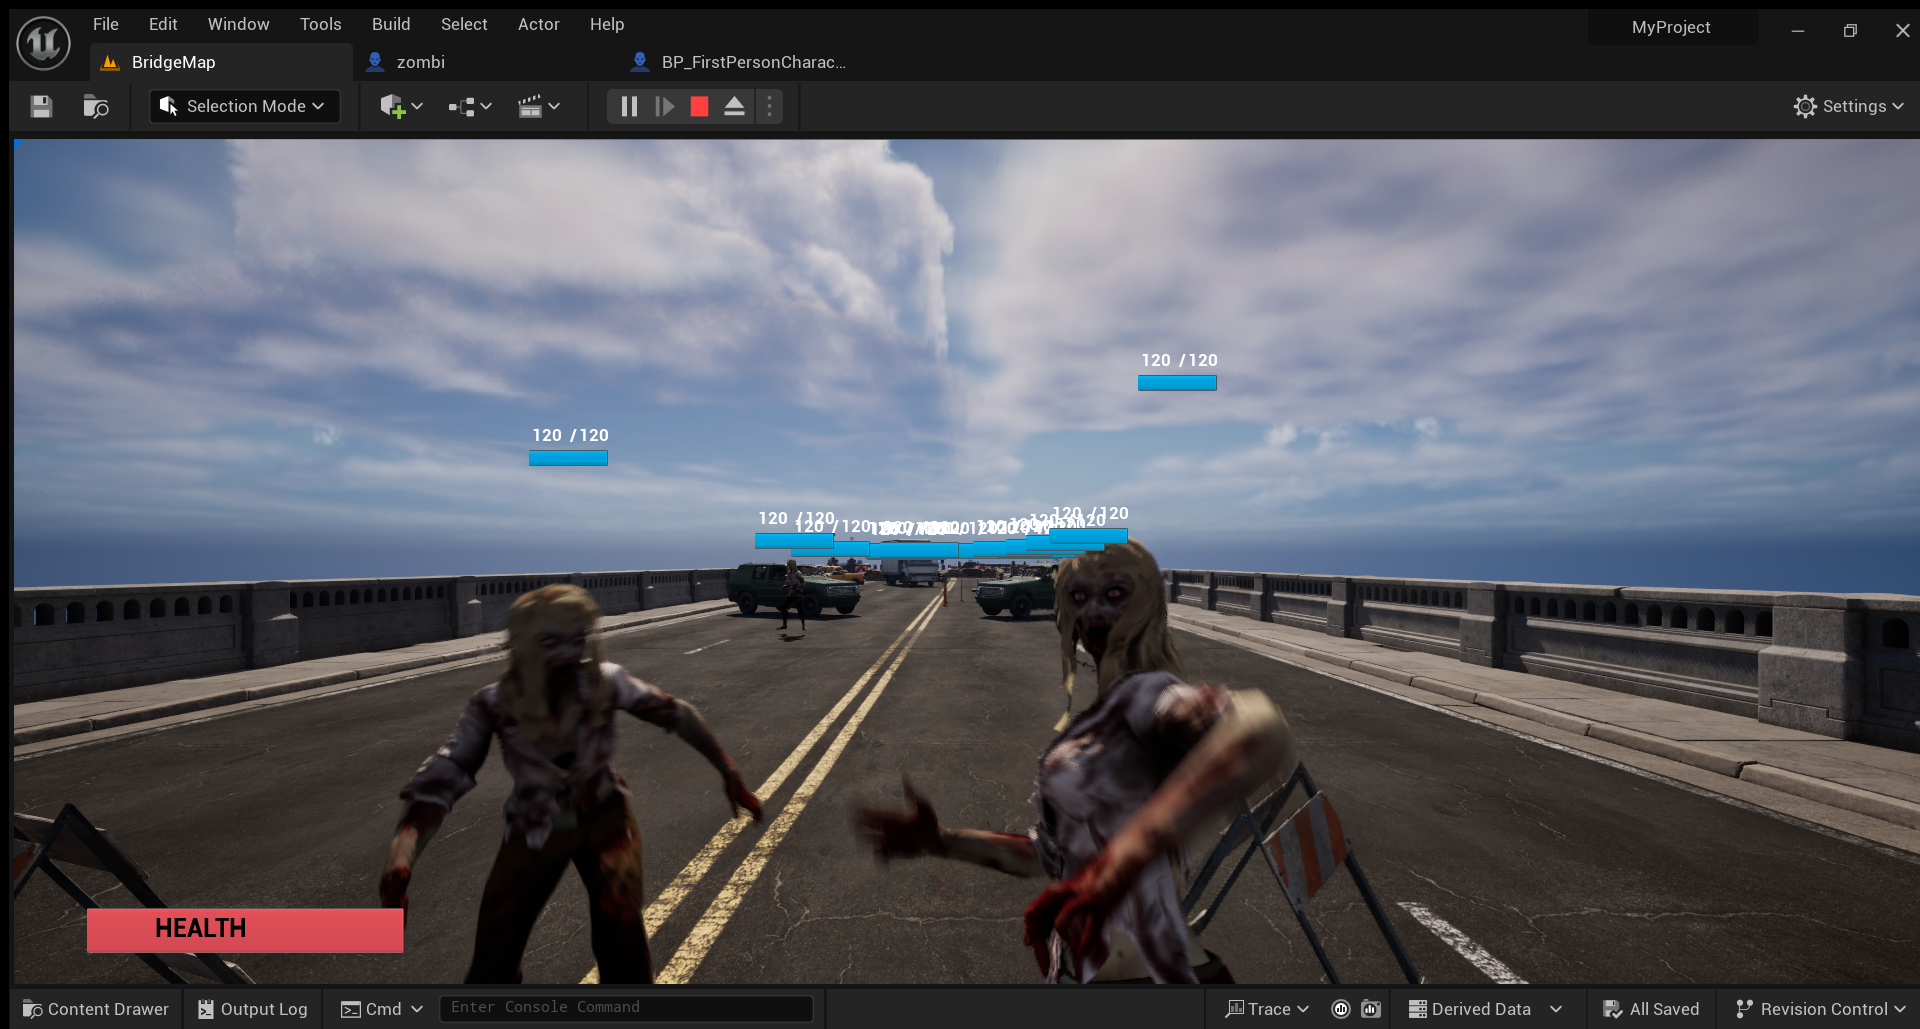 File Edit Window Tools Build Select Actor Help
MyProject
BridgeMap zombi BP_FirstPersonCharac...
Selection Mode
Settings
120 /120
120 /120
120 /120
120 /120
120 /120
HEALTH
Content Drawer Output Log Cmd Enter Console Command Trace Derived Data All Saved Revision Control